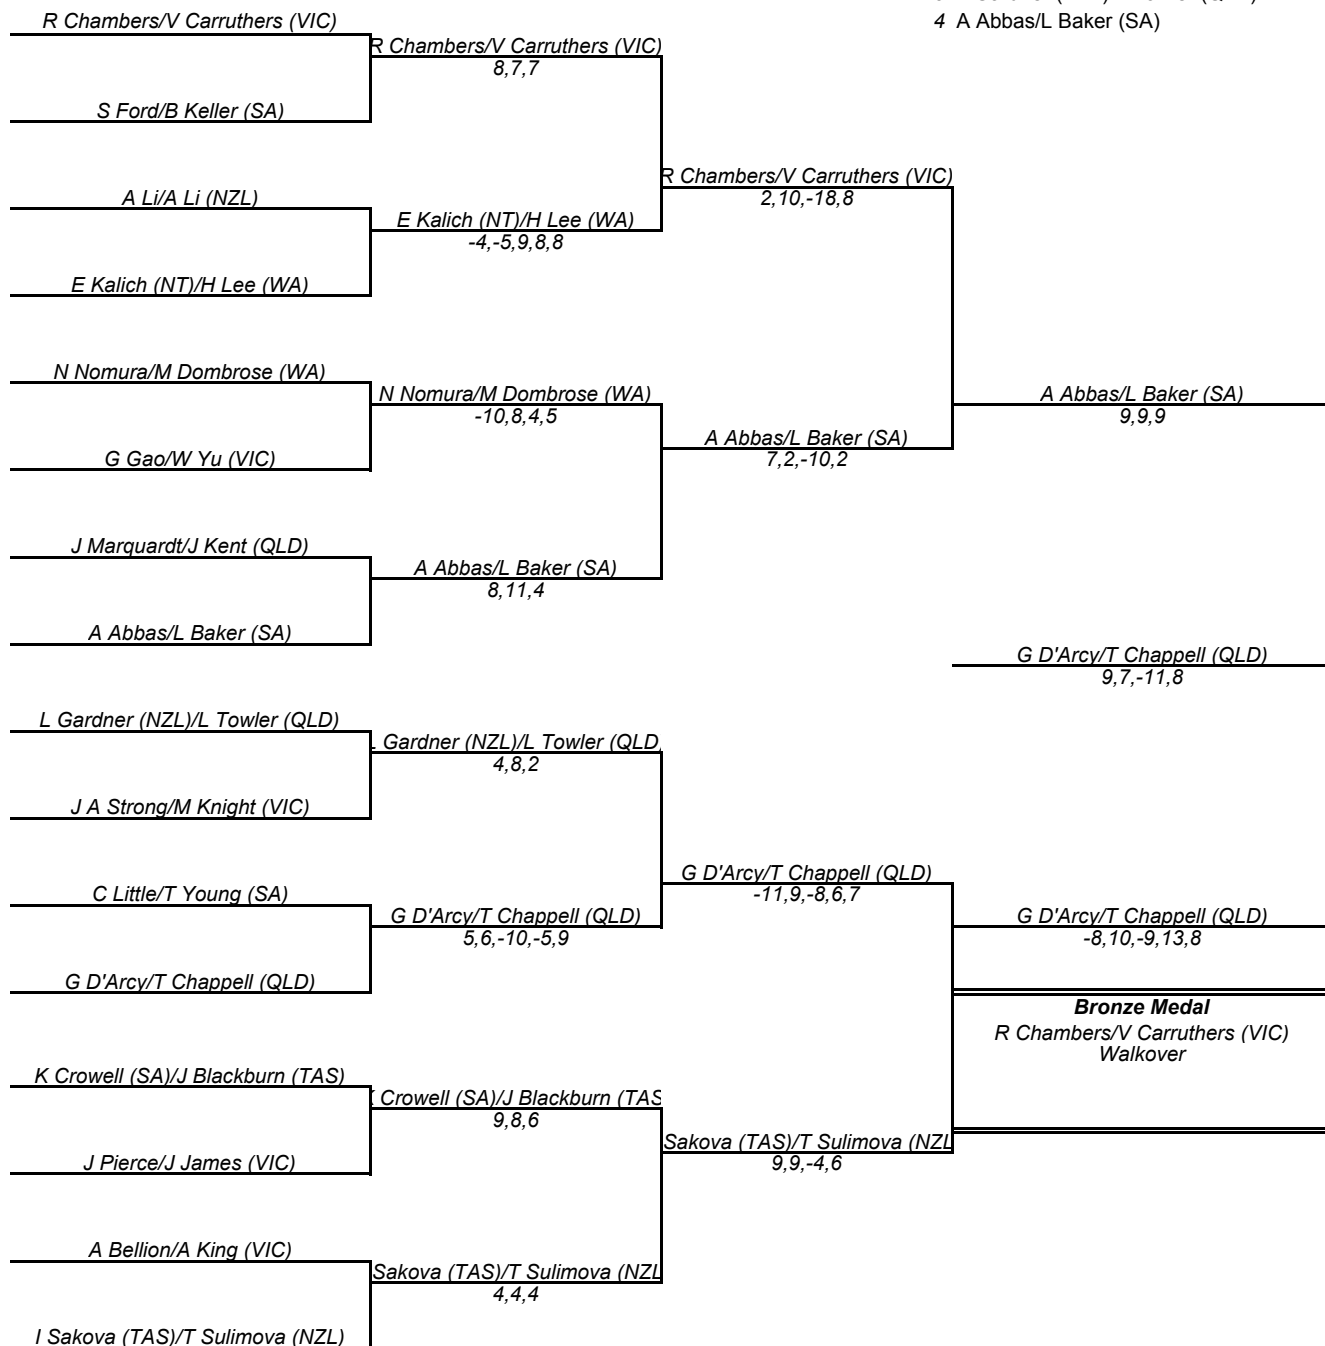 4 A Abbas/L Baker (SA)
R Chambers/V Carruthers (VIC)
R Chambers/V Carruthers (VIC)
8,7,7
S Ford/B Keller (SA)
R Chambers/V Carruthers (VIC)
2,10,-18,8
A Li/A Li (NZL)
E Kalich (NT)/H Lee (WA)
-4,-5,9,8,8
E Kalich (NT)/H Lee (WA)
N Nomura/M Dombrose (WA)
N Nomura/M Dombrose (WA)
-10,8,4,5
A Abbas/L Baker (SA)
9,9,9
A Abbas/L Baker (SA)
7,2,-10,2
G Gao/W Yu (VIC)
J Marquardt/J Kent (QLD)
A Abbas/L Baker (SA)
8,11,4
A Abbas/L Baker (SA)
G D'Arcy/T Chappell (QLD)
9,7,-11,8
L Gardner (NZL)/L Towler (QLD)
Gardner (NZL)/L Towler (QLD)
4,8,2
J A Strong/M Knight (VIC)
G D'Arcy/T Chappell (QLD)
-11,9,-8,6,7
C Little/T Young (SA)
G D'Arcy/T Chappell (QLD)
5,6,-10,-5,9
G D'Arcy/T Chappell (QLD)
-8,10,-9,13,8
G D'Arcy/T Chappell (QLD)
Bronze Medal
R Chambers/V Carruthers (VIC)
Walkover
K Crowell (SA)/J Blackburn (TAS)
Crowell (SA)/J Blackburn (TAS
9,8,6
J Pierce/J James (VIC)
Sakova (TAS)/T Sulimova (NZL
9,9,-4,6
A Bellion/A King (VIC)
Sakova (TAS)/T Sulimova (NZL
4,4,4
I Sakova (TAS)/T Sulimova (NZL)